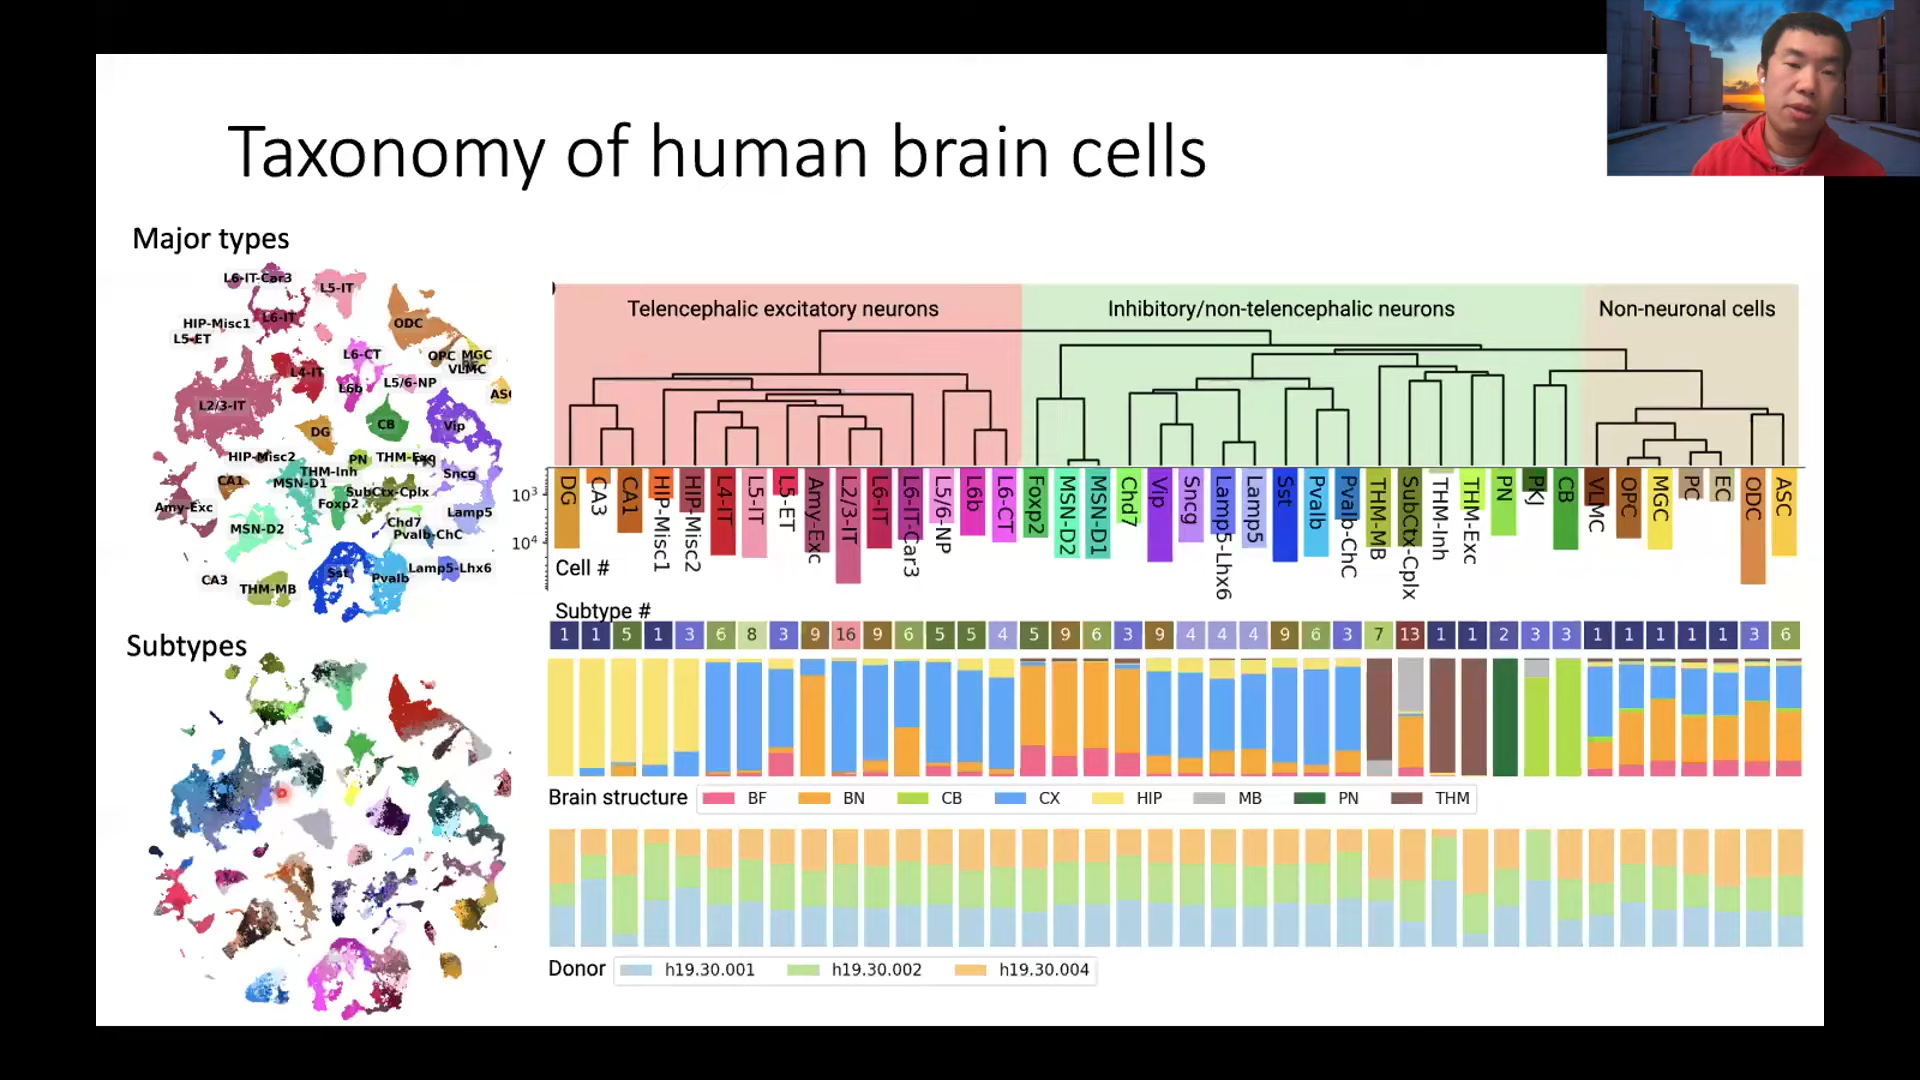 Taxonomy of human brain cells
Major types
L6-IT-Car3
L5-IT
HIP-Misc1
L6-IT
ODC
L5-ET
L6-CT
OPC MGC
VLMC
L4-IT
L6b
L5/6-NP
ASC
L2/3-IT
DG
CB
Vip
HIP-Misc2
PN
THM-Exc
THM-Inh
CA1
MSN-D1
Sncg
SubCtx-Cplx
Amy-Exc
Foxp2
Lamp5
MSN-D2
Chd7
Pvalb-ChC
CA3
Sst
Pvalb
Lamp5-Lhx6
THM-MB
Subtypes
Telencephalic excitatory neurons
Inhibitory/non-telencephalic neurons
Non-neuronal cells
10³
10⁴
DG
CA3
CA1
HIP-Misc1
HIP-Misc2
L4-IT
L5-IT
L5-ET
Amy-Exc
L2/3-IT
L6-IT
L6-IT-Car3
L5/6-NP
L6b
L6-CT
Foxp2
MSN-D2
MSN-D1
Chd7
Vip
Sncg
Lamp5-Lhx6
Lamp5
Sst
Pvalb
Pvalb-ChC
THM-MB
SubCtx-Cplx
THM-Inh
THM-Exc
PN
PKJ
CB
VLMC
OPC
MGC
PC
EC
ODC
ASC
Cell #
Subtype #
1 1 5 1 3 6 8 3 9 16 9 6 5 5 4 5 9 6 3 9 4 4 4 9 6 3 7 13 1 1 2 3 3 1 1 1 1 1 3 6
Brain structure BF BN CB CX HIP MB PN THM
Donor h19.30.001 h19.30.002 h19.30.004